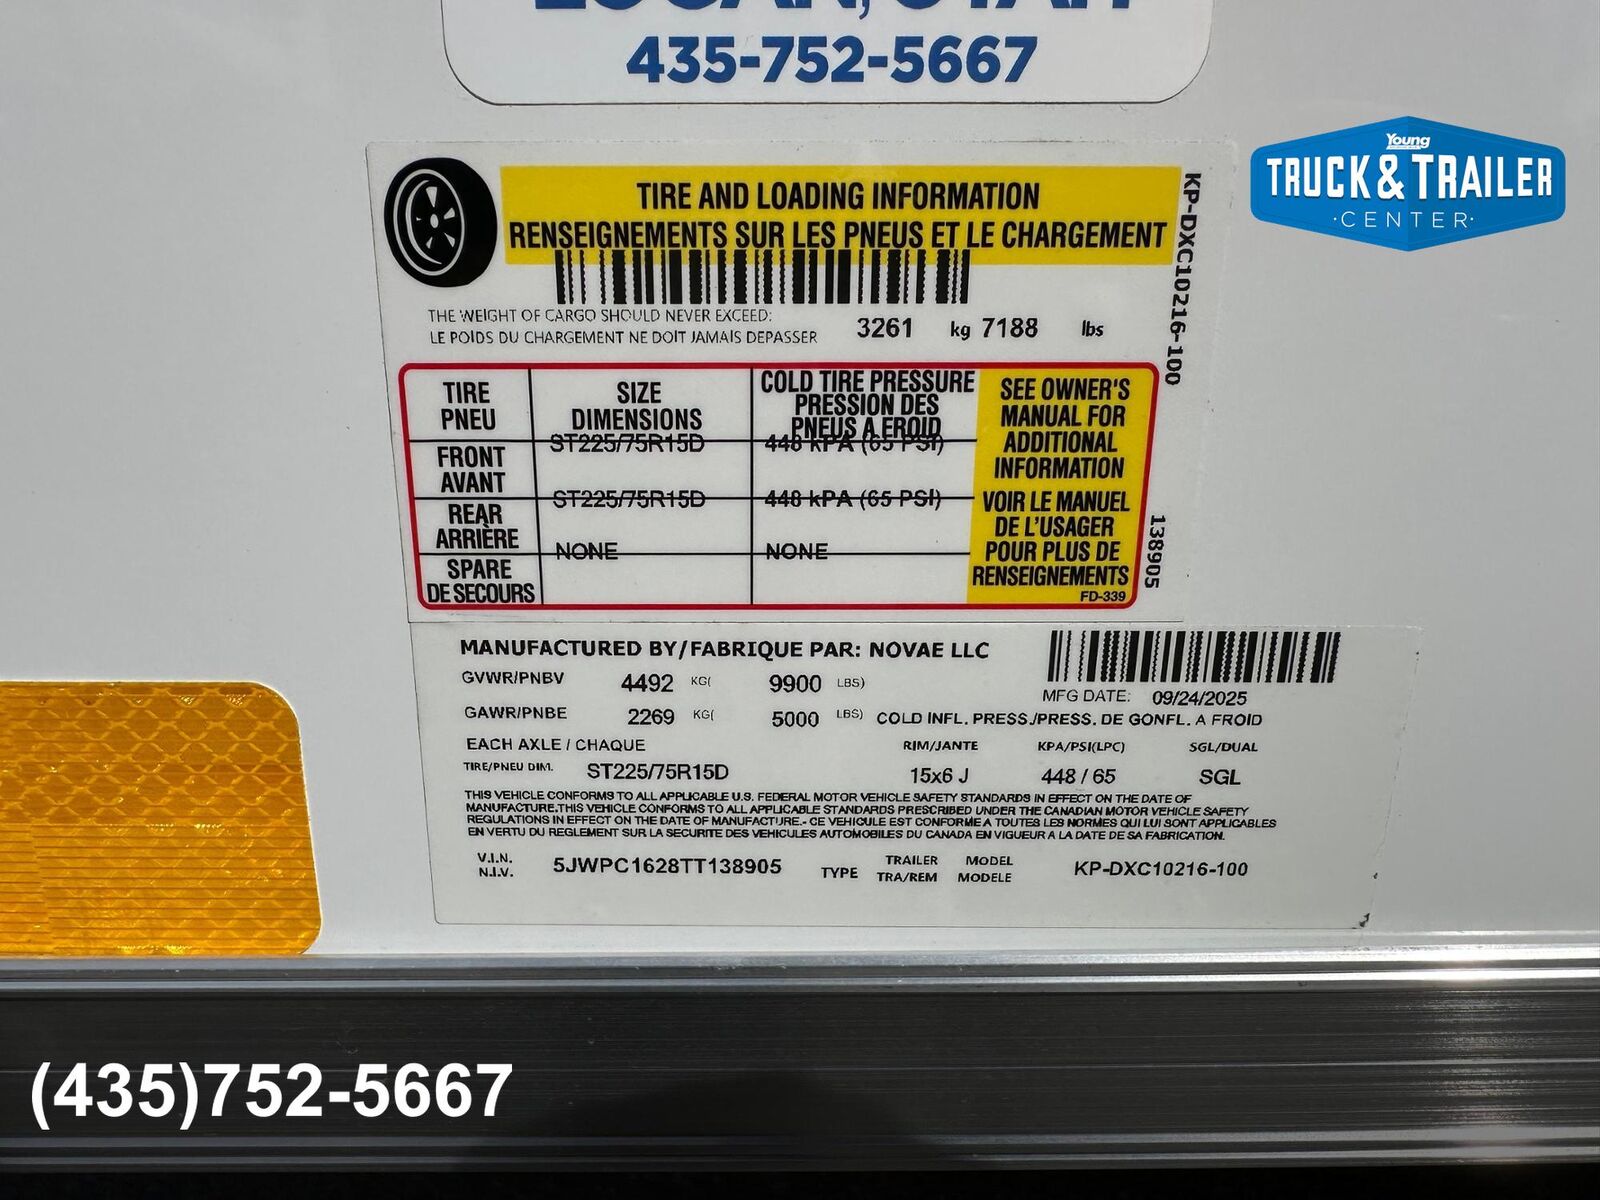 LOGAN, UTAH
435-752-5667
Young
TRUCK & TRAILER
·CENTER·
TIRE AND LOADING INFORMATION
RENSEIGNEMENTS SUR LES PNEUS ET LE CHARGEMENT
KP-DXC10216-100
THE WEIGHT OF CARGO SHOULD NEVER EXCEED:
LE POIDS DU CHARGEMENT NE DOIT JAMAIS DEPASSER 3261 kg 7188 lbs
TIRE
PNEU
SIZE
DIMENSIONS
COLD TIRE PRESSURE
PRESSION DES
PNEUS A FROID
SEE OWNER'S
MANUAL FOR
ADDITIONAL
INFORMATION
VOIR LE MANUEL
DE L'USAGER
POUR PLUS DE
RENSEIGNEMENTS
FD-339
FRONT
AVANT
ST225/75R15D 448 kPA (65 PSI)
REAR
ARRIÈRE
ST225/75R15D 448 kPA (65 PSI)
SPARE
DE SECOURS
NONE NONE
138905
MANUFACTURED BY/FABRIQUE PAR: NOVAE LLC
GVWR/PNBV 4492 KG( 9900 LBS)
MFG DATE: 09/24/2025
GAWR/PNBE 2269 KG( 5000 LBS) COLD INFL. PRESS./PRESS. DE GONFL. A FROID
EACH AXLE / CHAQUE RIM/JANTE KPA/PSI(LPC) SGL/DUAL
TIRE/PNEU DIM. ST225/75R15D 15x6 J 448 / 65 SGL
THIS VEHICLE CONFORMS TO ALL APPLICABLE U.S. FEDERAL MOTOR VEHICLE SAFETY STANDARDS IN EFFECT ON THE DATE OF
MANUFACTURE.THIS VEHICLE CONFORMS TO ALL APPLICABLE STANDARDS PRESCRIBED UNDER THE CANADIAN MOTOR VEHICLE SAFETY
REGULATIONS IN EFFECT ON THE DATE OF MANUFACTURE.- CE VEHICULE EST CONFORME A TOUTES LES NORMES QUI LUI SONT APPLICABLES
EN VERTU DU REGLEMENT SUR LA SECURITE DES VEHICULES AUTOMOBILES DU CANADA EN VIGUEUR A LA DATE DE SA FABRICATION.
V.I.N.
N.I.V.
5JWPC1628TT138905
TYPE
TRAILER
TRA/REM
MODEL
MODELE
KP-DXC10216-100
(435)752-5667